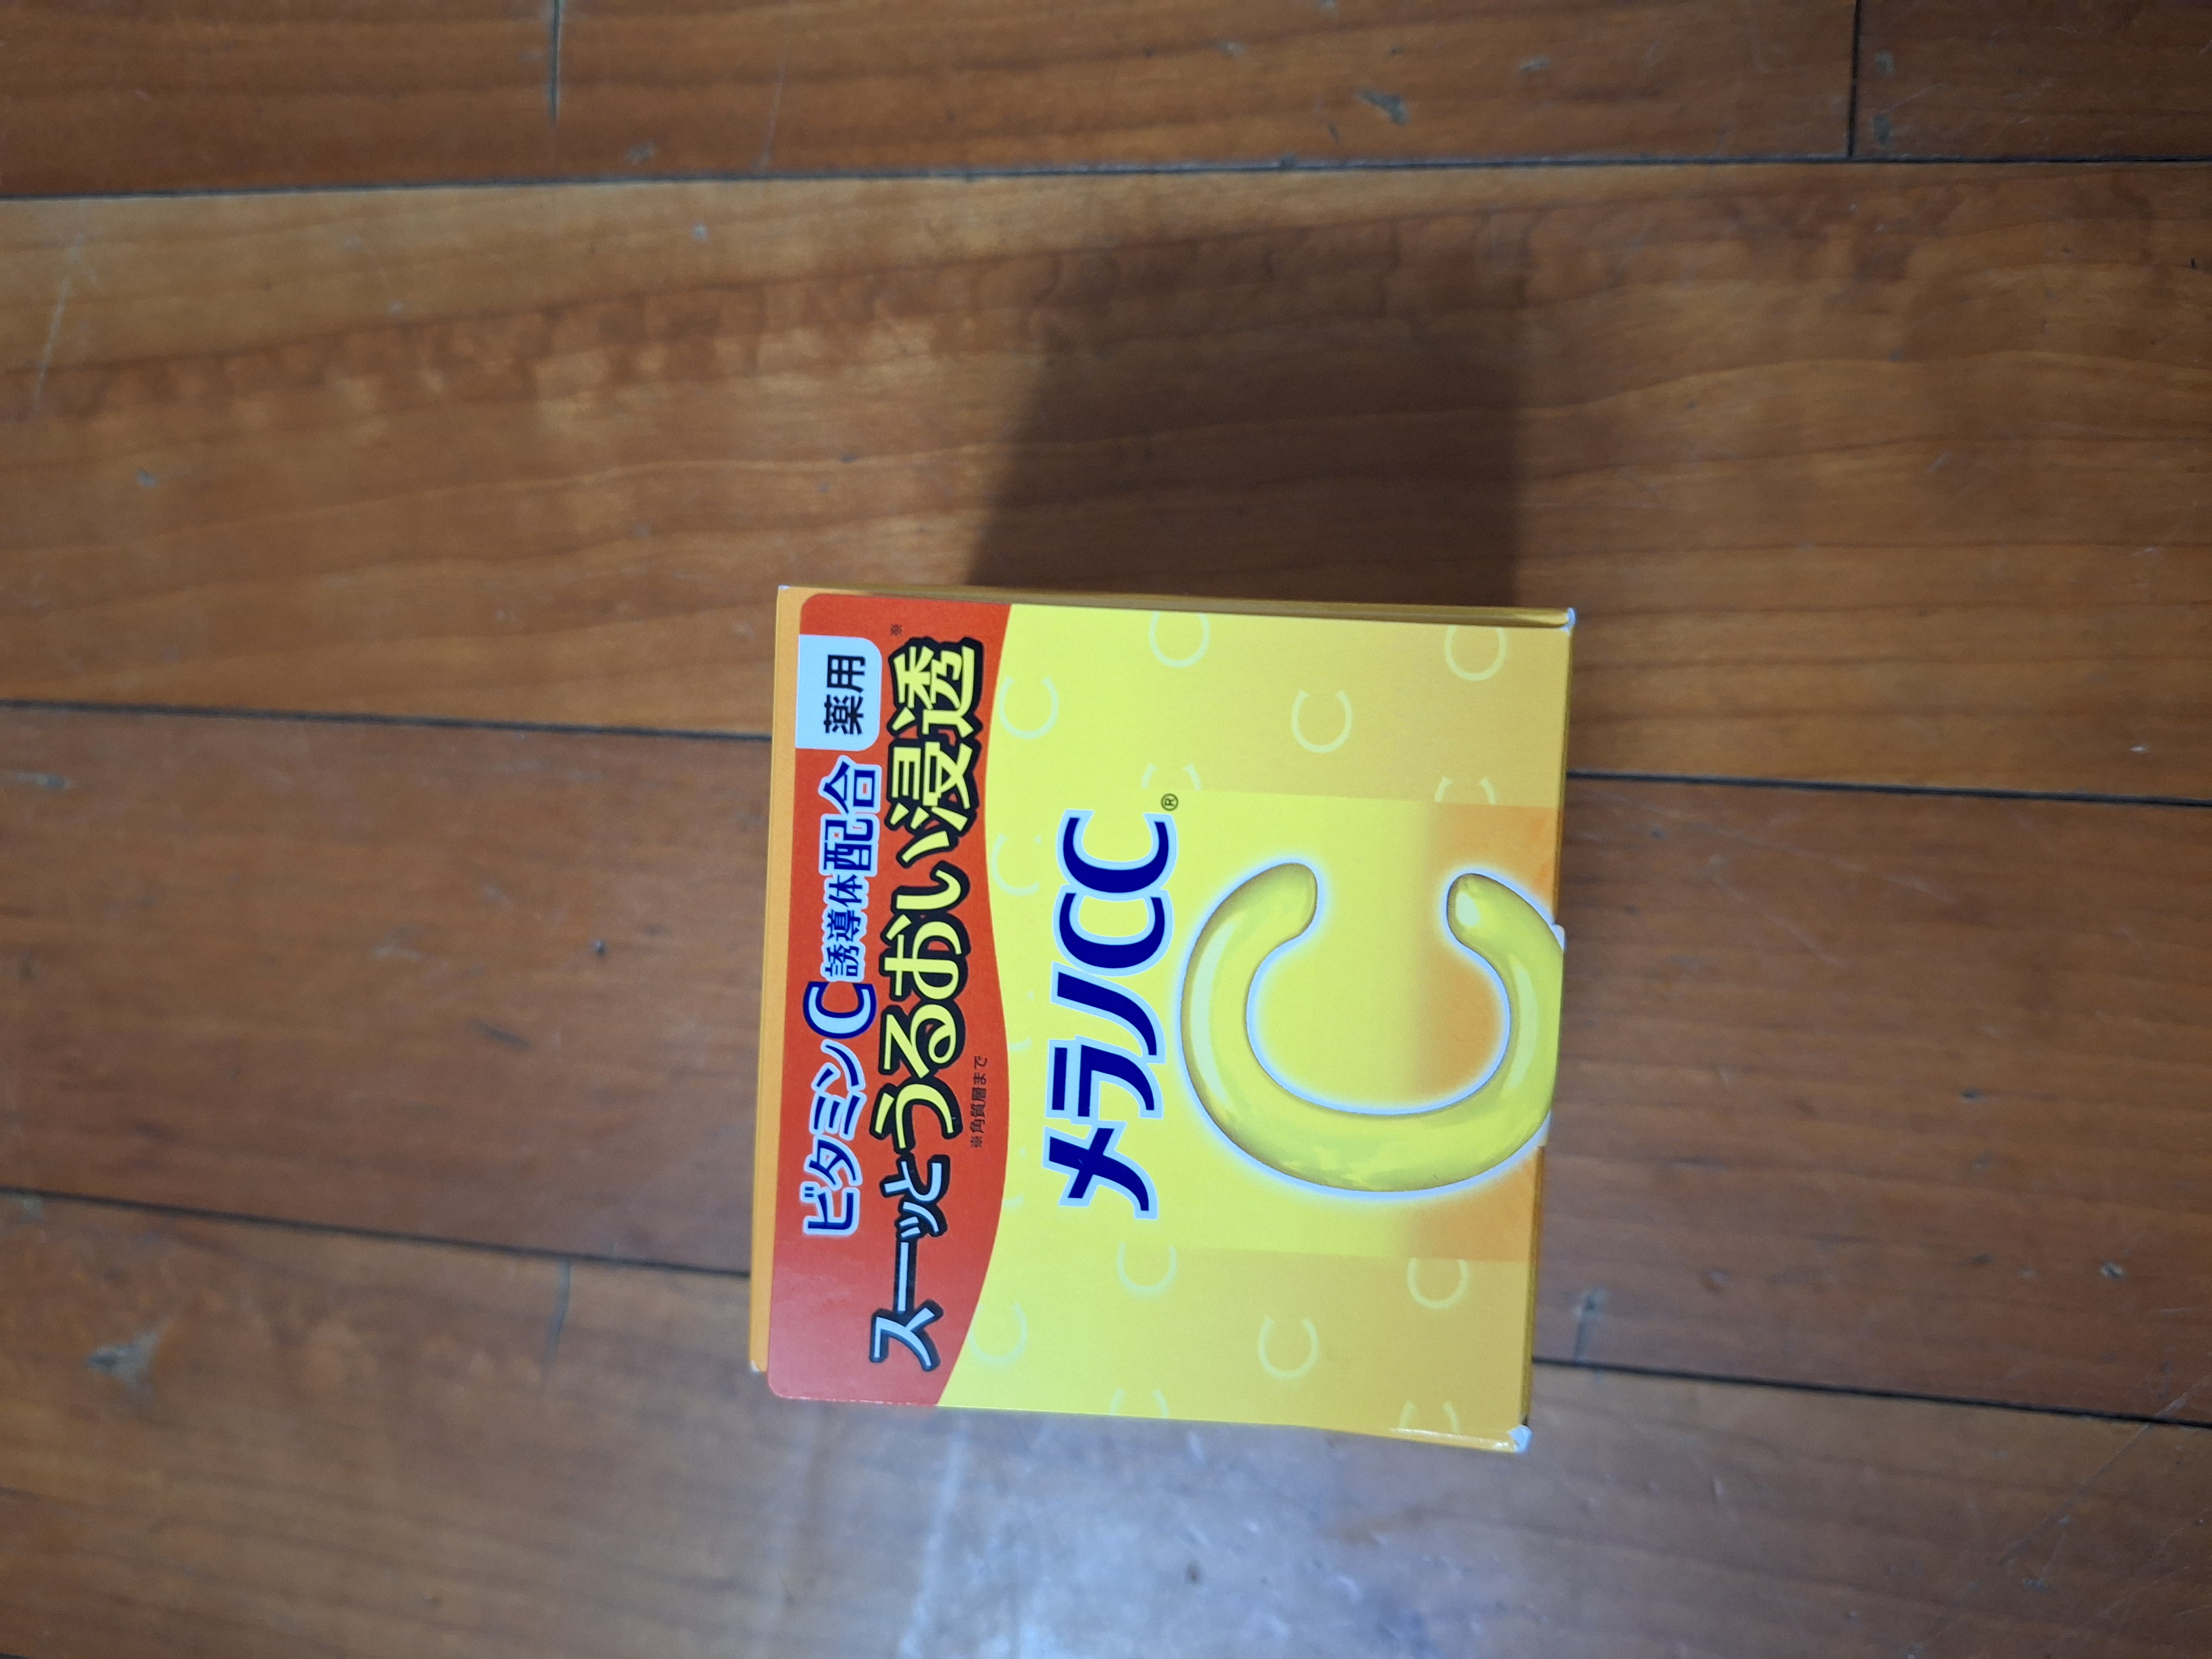 薬用
ビタミンC誘導体配合
スーッとうるおい浸透※
※角質層まで
メラノCC®
C